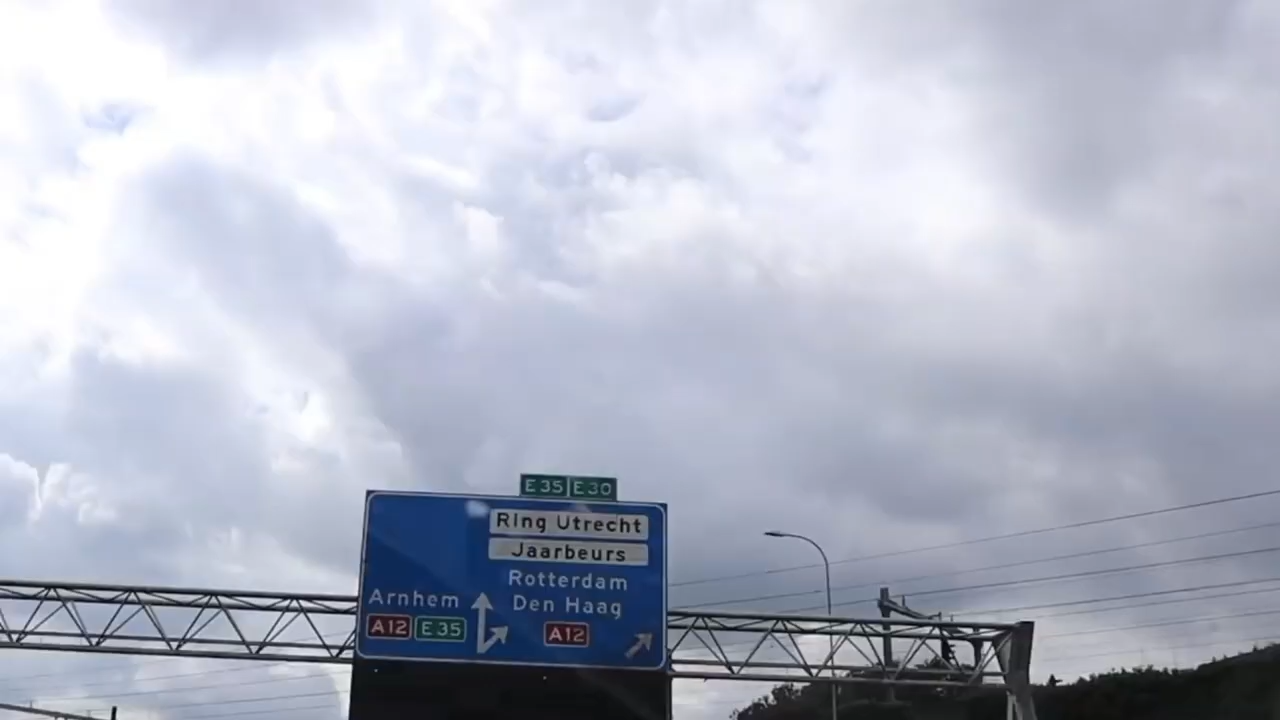 E35 E30
Ring Utrecht
Jaarbeurs
Rotterdam
Den Haag
A12
Arnhem
A12 E35